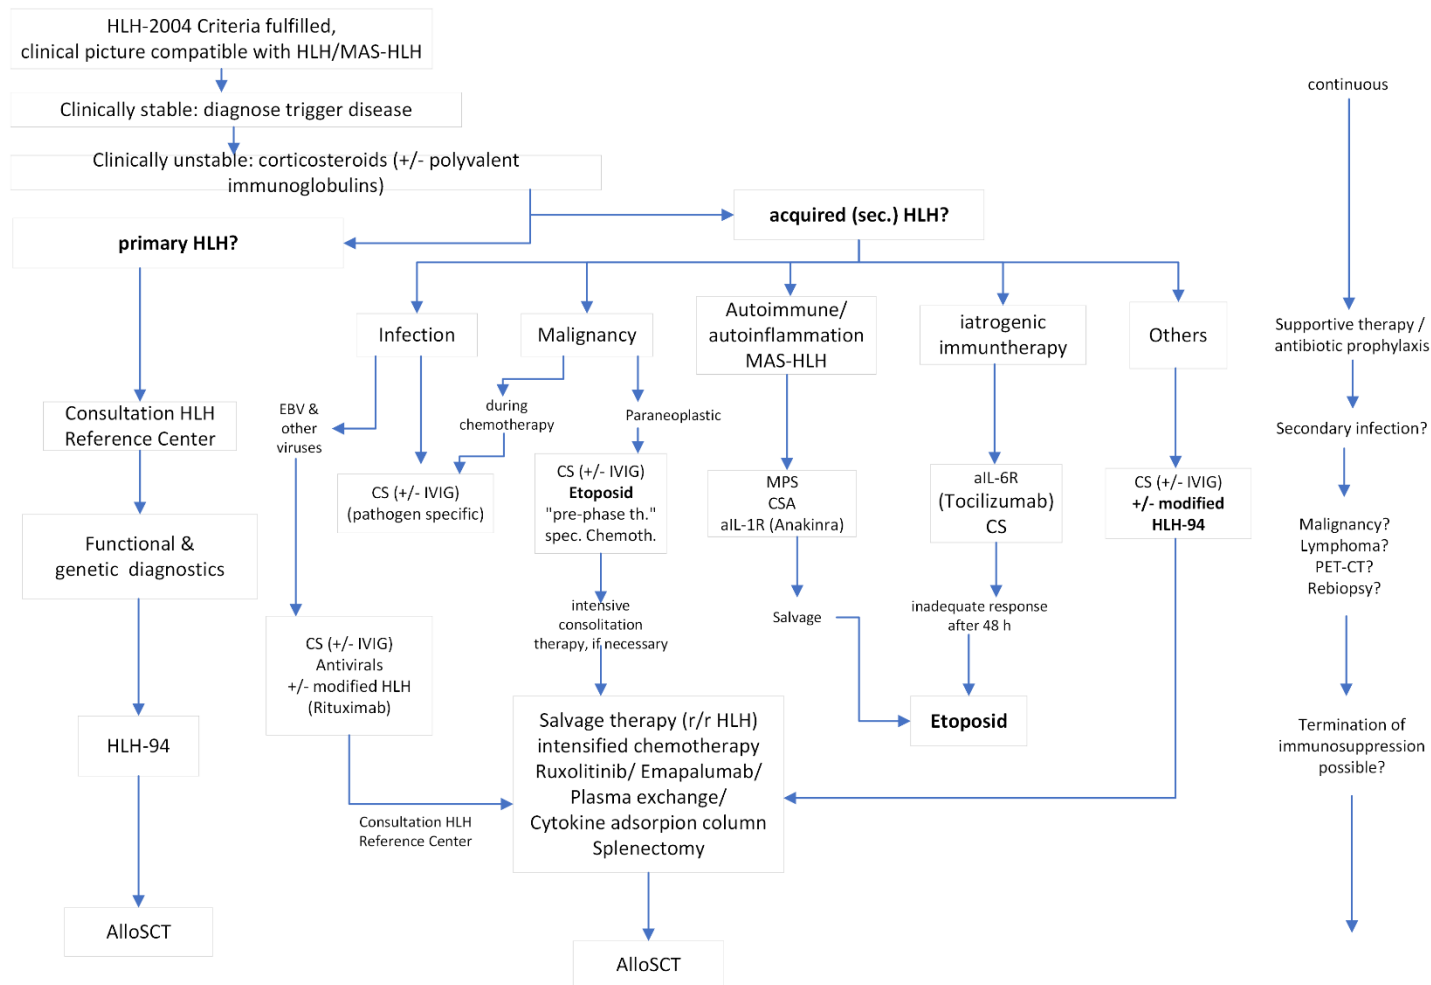 HLH-2004 Criteria fulfilled,
clinical picture compatible with HLH/MAS-HLH
Clinically stable: diagnose trigger disease
Clinically unstable: corticosteroids (+/- polyvalent
immunoglobulins)
primary HLH?
acquired (sec.) HLH?
Consultation HLH
Reference Center
Functional &
genetic diagnostics
HLH-94
AlloSCT
Infection
EBV &
other
viruses
CS (+/- IVIG)
(pathogen specific)
CS (+/- IVIG)
Antivirals
+/- modified HLH
(Rituximab)
Consultation HLH
Reference Center
Malignancy
during
chemotherapy
Paraneoplastic
CS (+/- IVIG)
Etoposid
"pre-phase th."
spec. Chemoth.
intensive
consolitation
therapy, if necessary
Salvage therapy (r/r HLH)
intensified chemotherapy
Ruxolitinib/ Emapalumab/
Plasma exchange/
Cytokine adsorpion column
Splenectomy
AlloSCT
Autoimmune/
autoinflammation
MAS-HLH
MPS
CSA
aIL-1R (Anakinra)
Salvage
iatrogenic
immuntherapy
aIL-6R
(Tocilizumab)
CS
inadequate response
after 48 h
Etoposid
Others
CS (+/- IVIG)
+/- modified
HLH-94
continuous
Supportive therapy /
antibiotic prophylaxis
Secondary infection?
Malignancy?
Lymphoma?
PET-CT?
Rebiopsy?
Termination of
immunosuppression
possible?